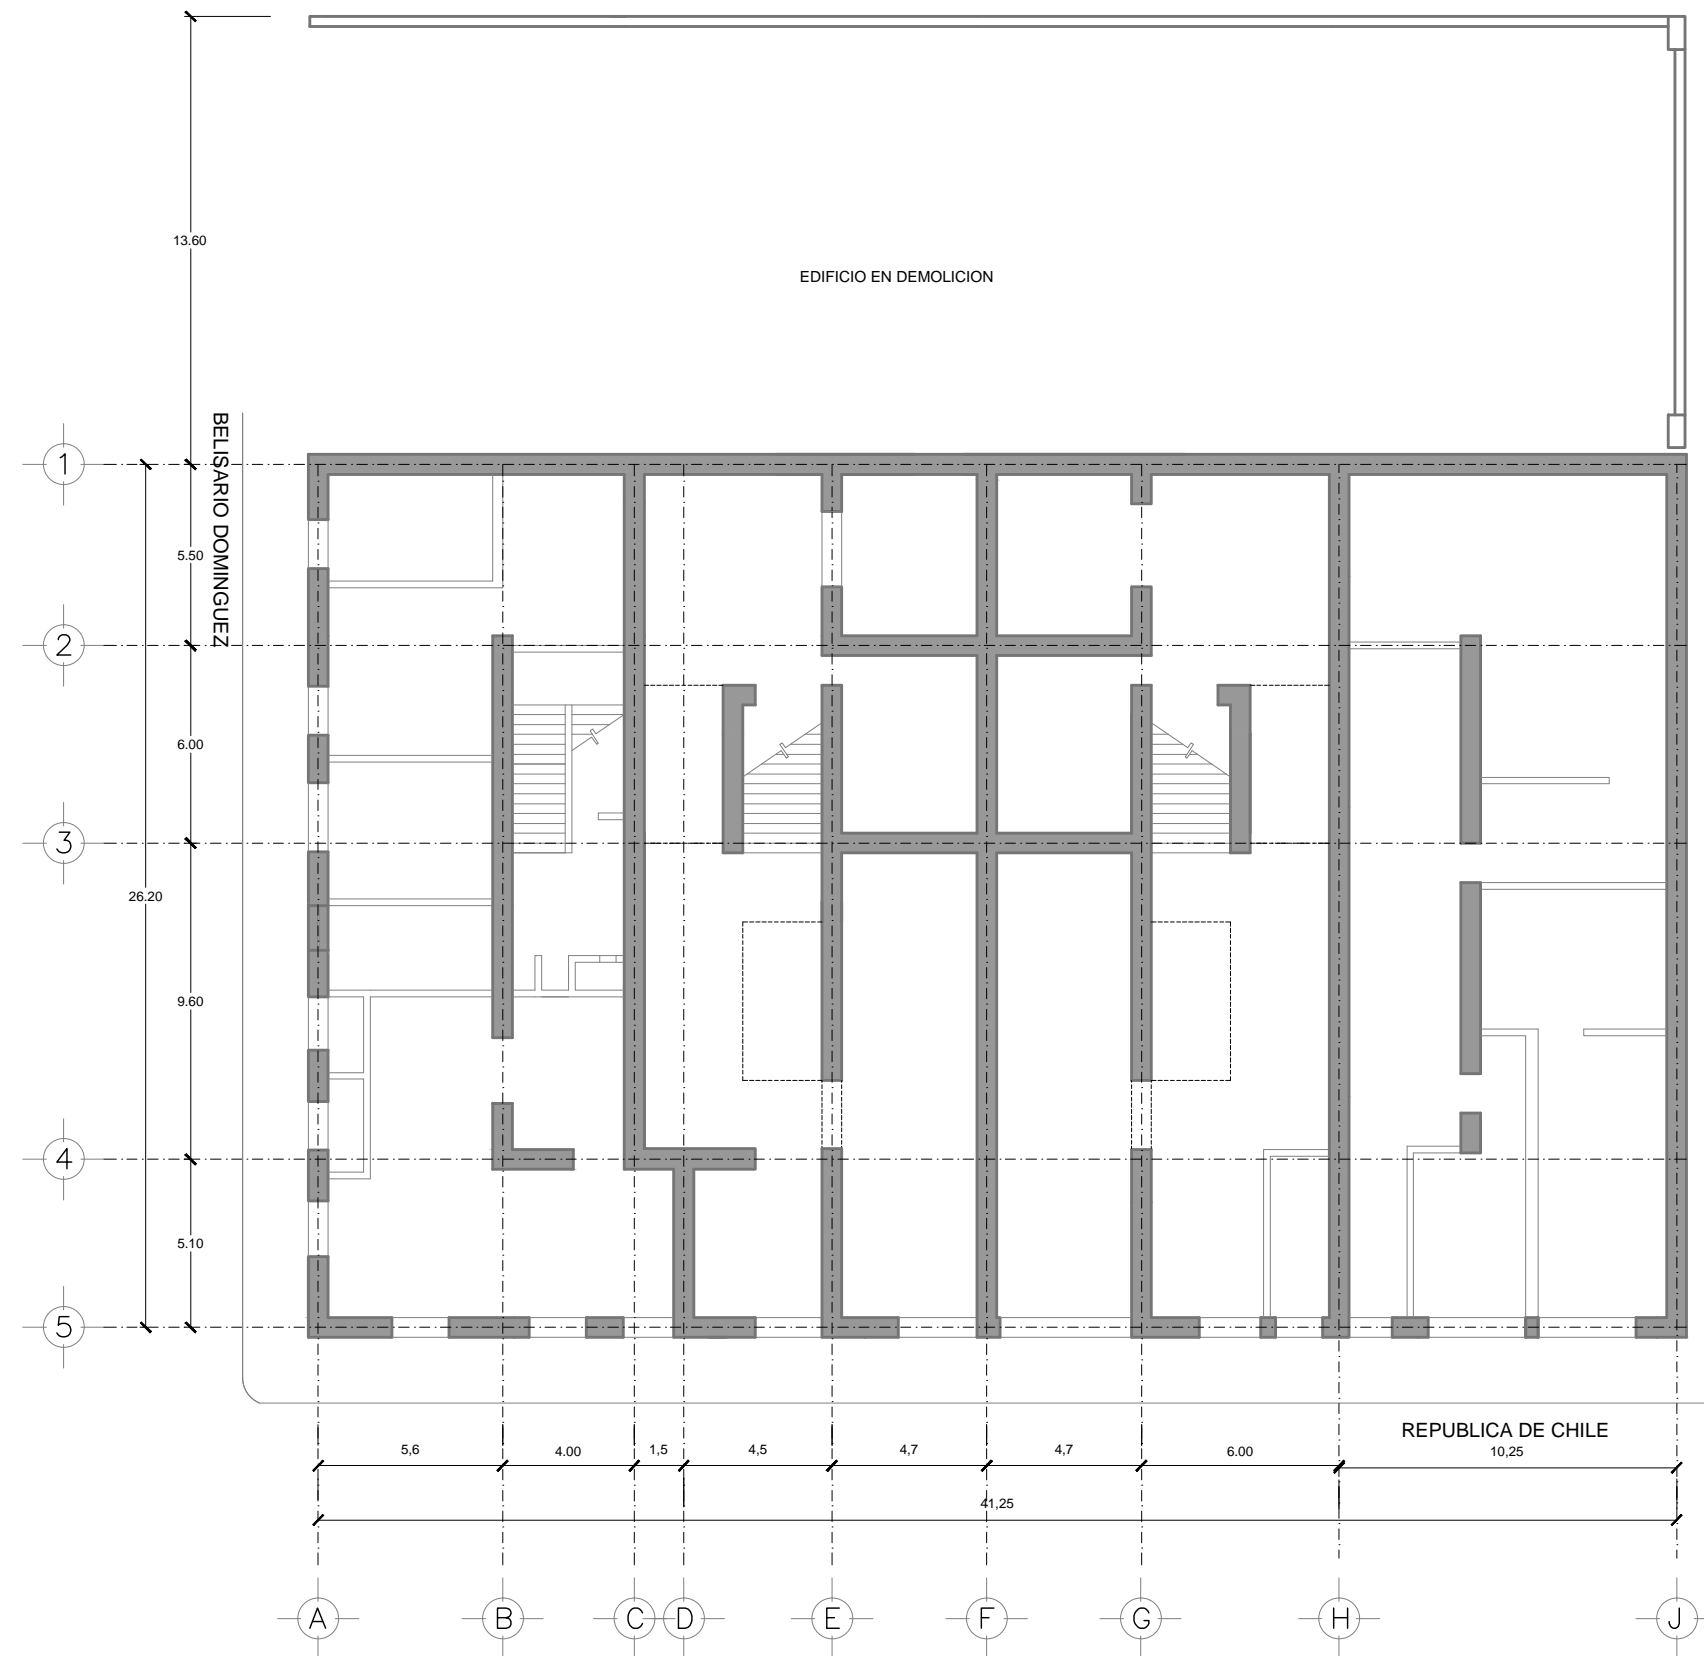 13.60
EDIFICIO EN DEMOLICION
BELISARIO DOMINGUEZ
1
5.50
2
6.00
3
26.20
9.60
4
5.10
5
REPUBLICA DE CHILE
5,6
4.00
1,5
4,5
4,7
4,7
6.00
10,25
41,25
A
B
C
D
E
F
G
H
J